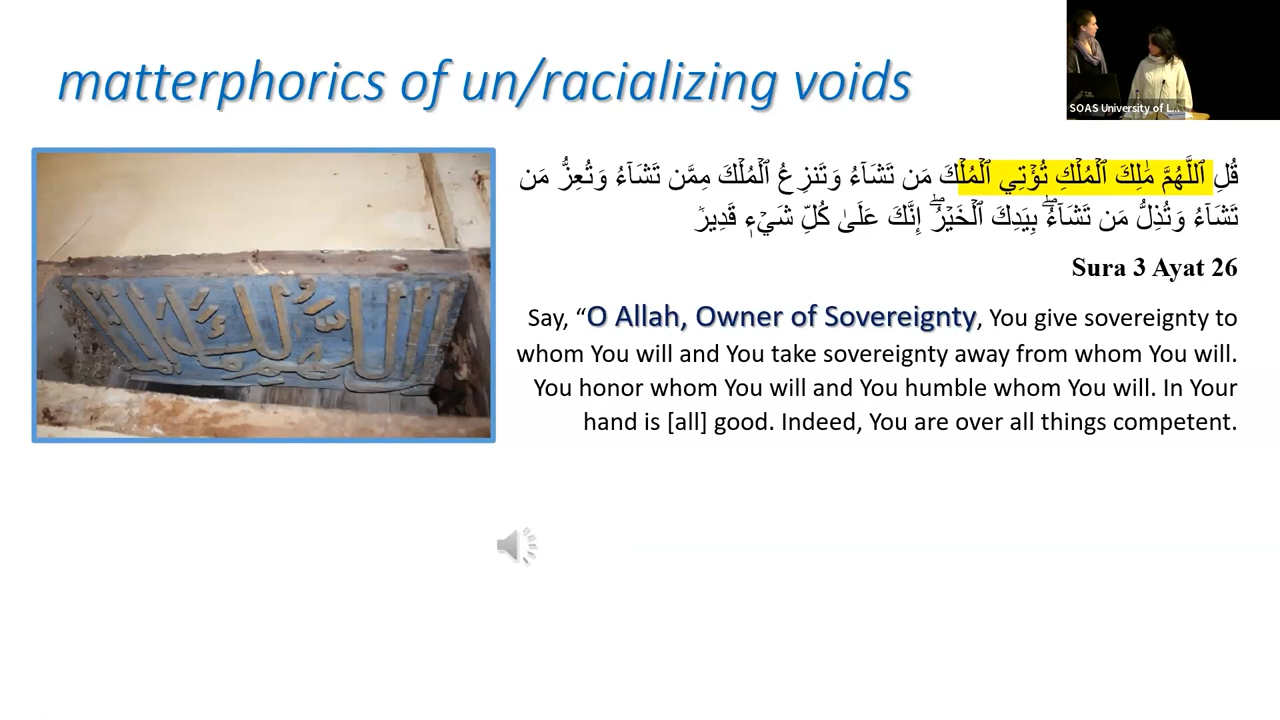 matterphorics of un/racializing voids
SOAS University of L...
قُلِ ٱللَّهُمَّ مَٰلِكَ ٱلۡمُلۡكِ تُؤۡتِي ٱلۡمُلۡكَ مَن تَشَآءُ وَتَنزِعُ ٱلۡمُلۡكَ مِمَّن تَشَآءُ وَتُعِزُّ مَن
تَشَآءُ وَتُذِلُّ مَن تَشَآءُۖ بِيَدِكَ ٱلۡخَيۡرُۖ إِنَّكَ عَلَىٰ كُلِّ شَيۡءٖ قَدِيرٞ
Sura 3 Ayat 26
Say, “O Allah, Owner of Sovereignty, You give sovereignty to
whom You will and You take sovereignty away from whom You will.
You honor whom You will and You humble whom You will. In Your
hand is [all] good. Indeed, You are over all things competent.